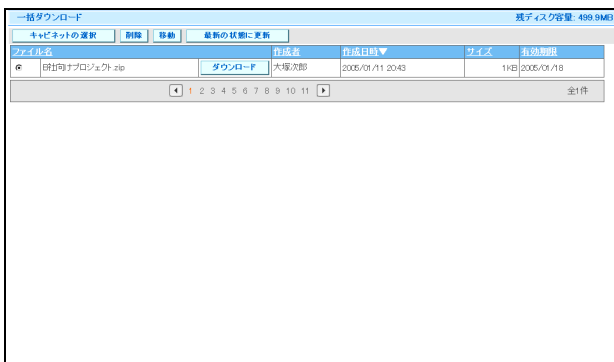 一括ダウンロード 残ディスク容量: 499.9MB
キャビネットの選択 削除 移動 最新の状態に更新
ファイル名 作成者 作成日時▼ サイズ 有効期限
B社向けプロジェクト.zip ダウンロード 大塚次郎 2005/01/11 20:43 1KB 2005/01/18
1 2 3 4 5 6 7 8 9 10 11 全1件